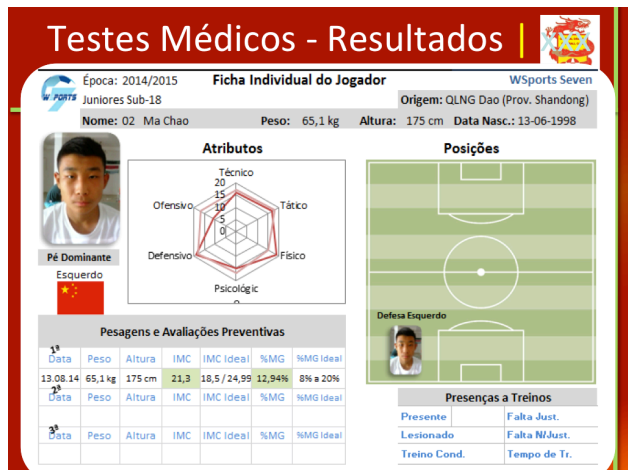 Testes Médicos - Resultados |
Época: 2014/2015 Ficha Individual do Jogador WSports Seven
W SPORTS Juniores Sub-18 Origem: QLNG Dao (Prov. Shandong)
Nome: 02 Ma Chao Peso: 65,1 kg Altura: 175 cm Data Nasc.: 13-06-1998
Atributos
Posições
Técnico
20
15
10
5
0
Ofensivo
Tático
Defensivo
Físico
Psicológic
o
Pé Dominante
Esquerdo
Defesa Esquerdo
Pesagens e Avaliações Preventivas
1ª
Data Peso Altura IMC IMC Ideal %MG %MG Ideal
13.08.14 65,1 kg 175 cm 21,3 18,5 / 24,99 12,94% 8% a 20%
2ª
Data Peso Altura IMC IMC Ideal %MG %MG Ideal
3ª
Data Peso Altura IMC IMC Ideal %MG %MG Ideal
Presenças a Treinos
Presente Falta Just.
Lesionado Falta N/Just.
Treino Cond. Tempo de Tr.